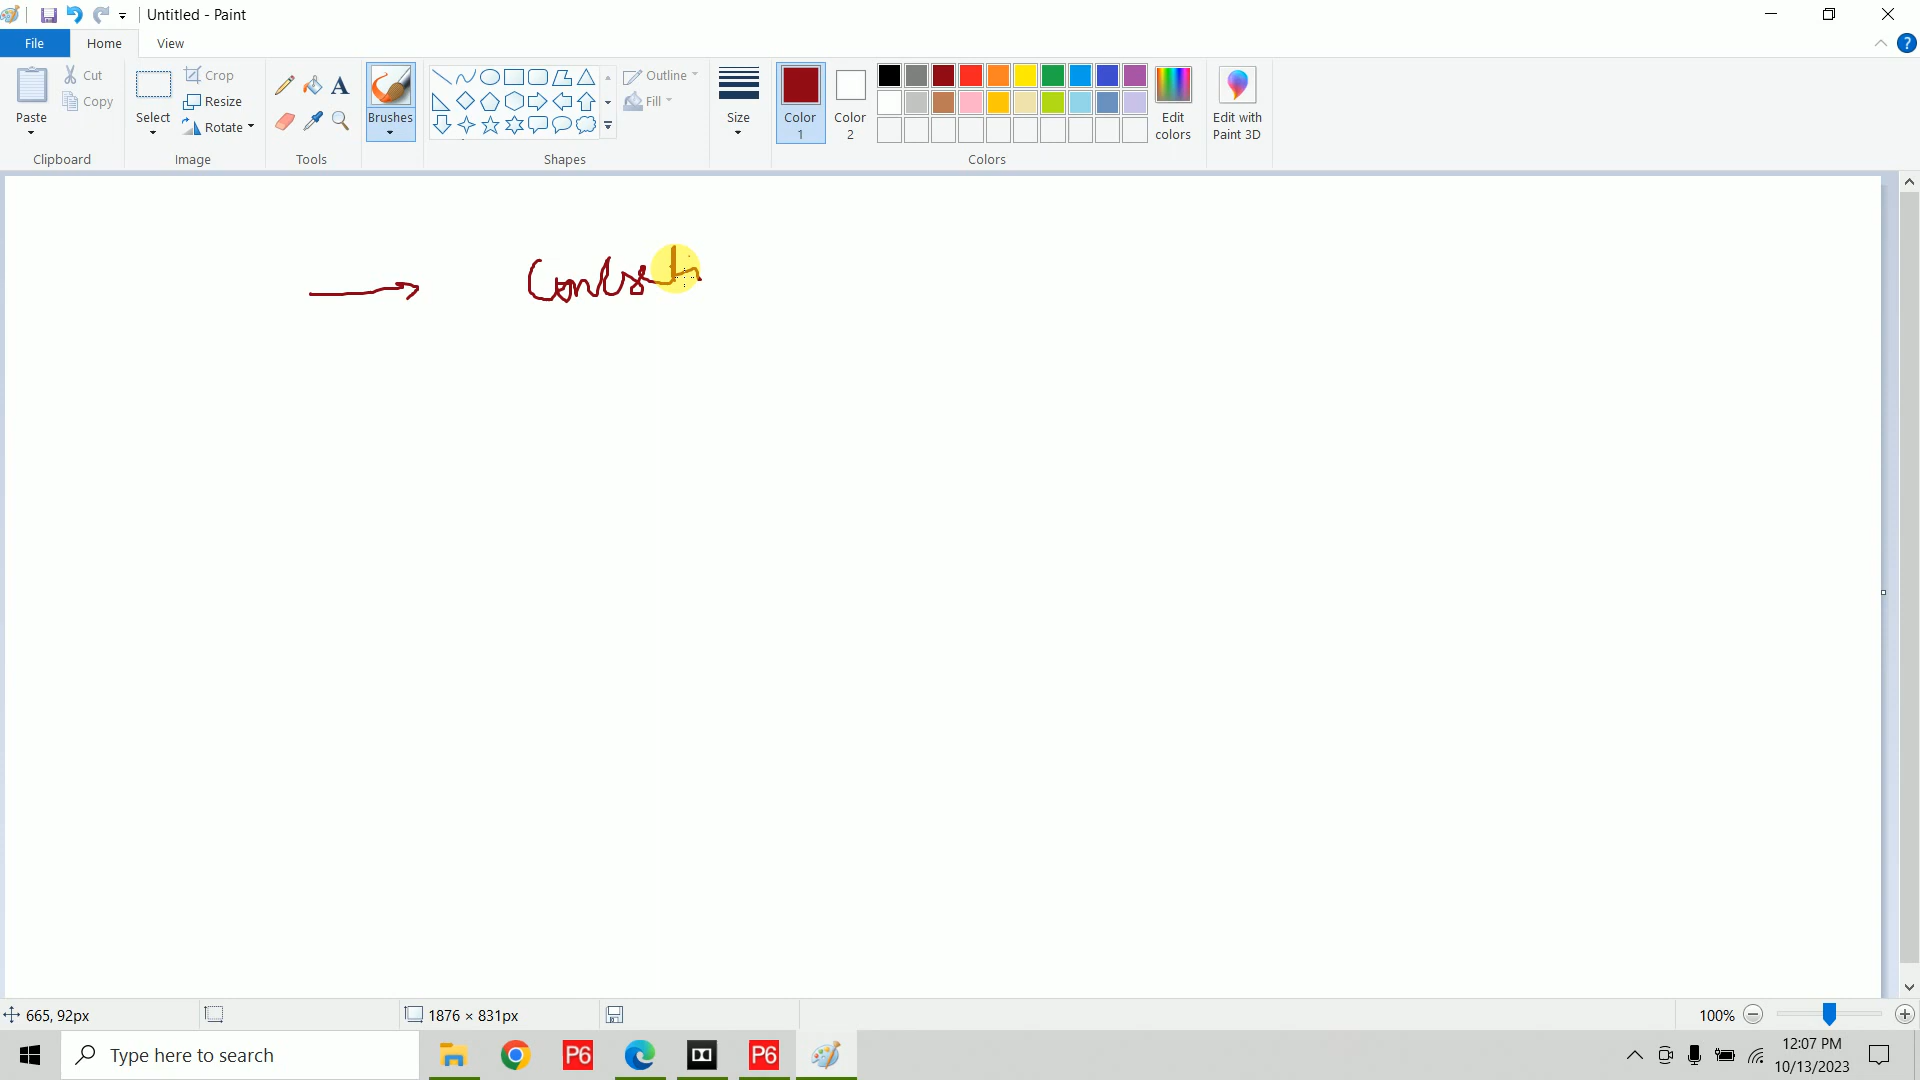 Untitled - Paint
File Home View
Paste Cut Copy Clipboard
Select Crop Resize Rotate Image
Tools
Brushes
Outline Fill Shapes
Size
Color 1 Color 2 Edit colors Colors
Edit with Paint 3D
665, 92px 1876 × 831px 100%
Type here to search P6 P6 12:07 PM
10/13/2023